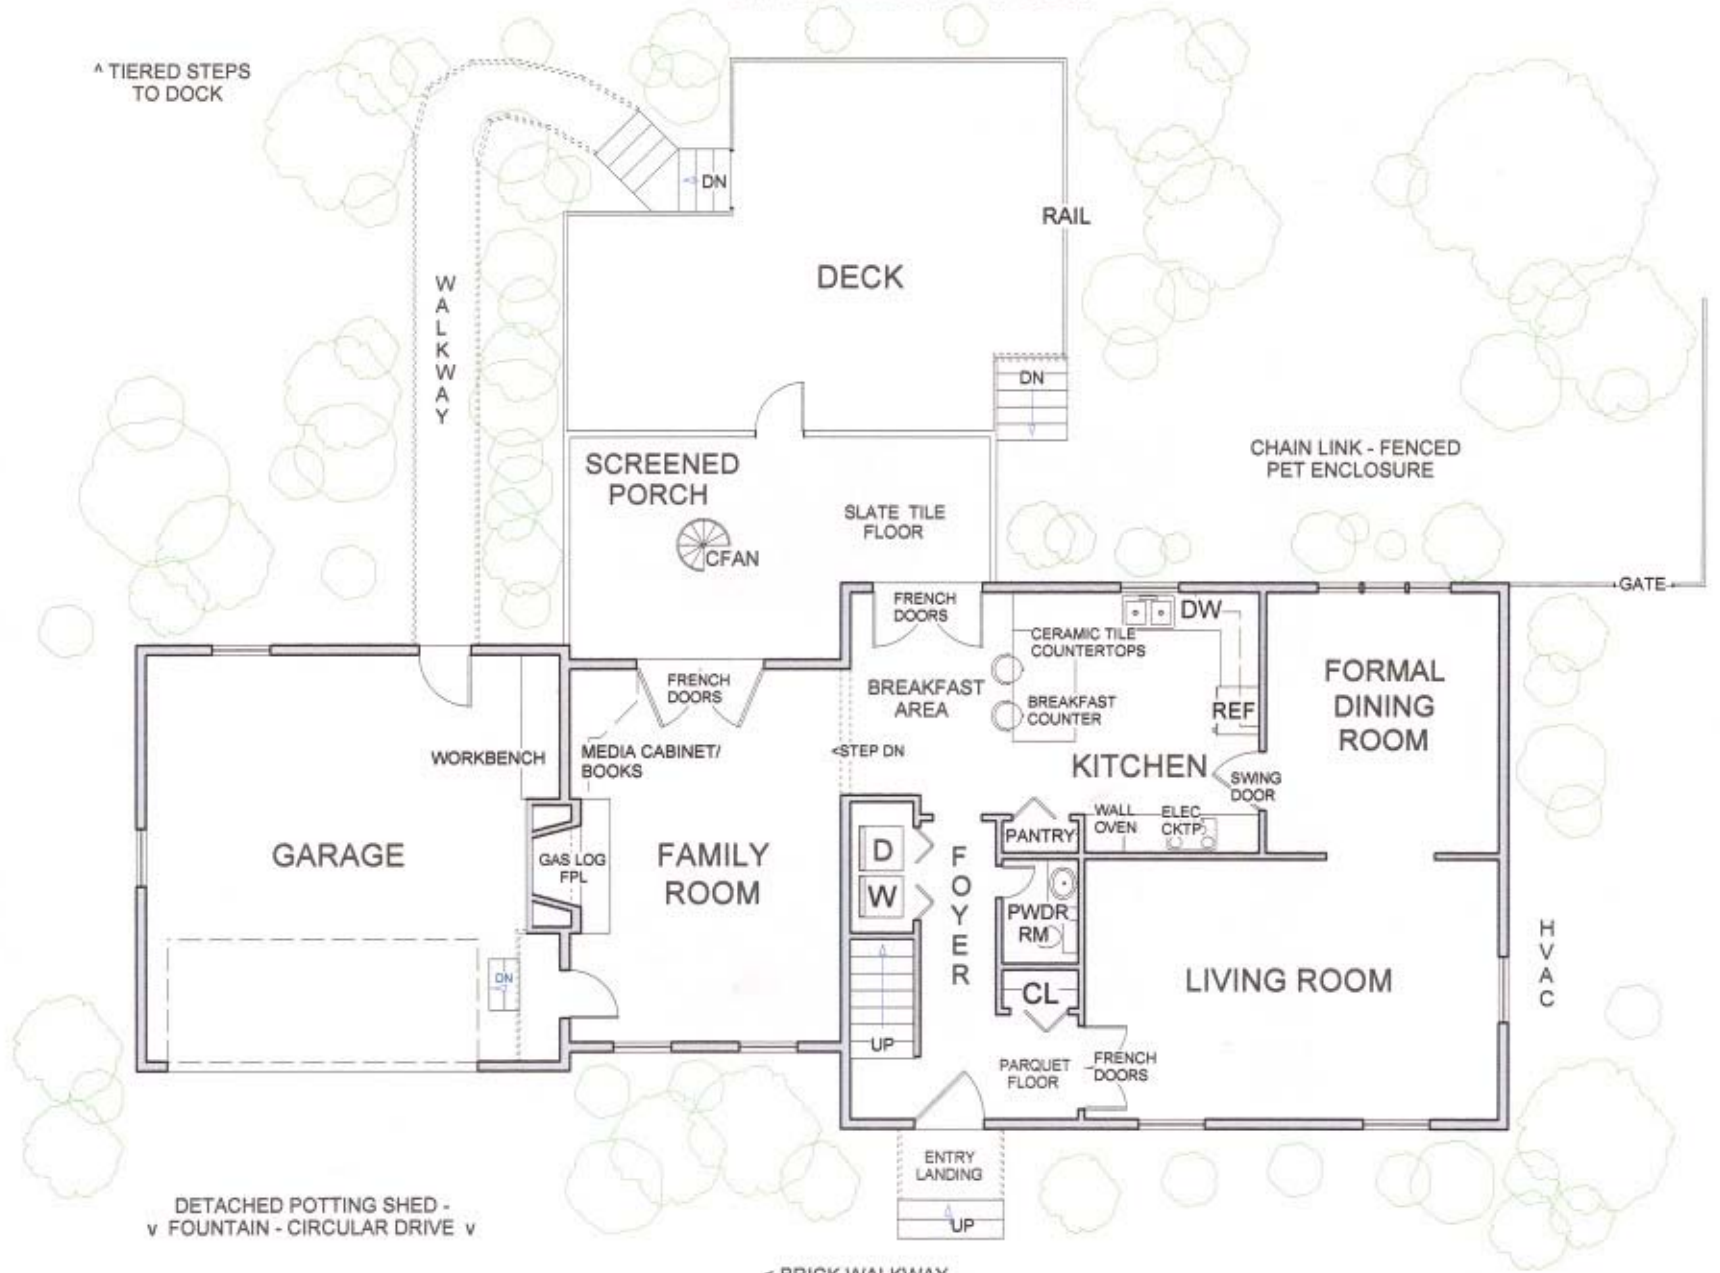 ^ TIERED STEPS
TO DOCK
DN
RAIL
DECK
WALKWAY
DN
CHAIN LINK - FENCED
PET ENCLOSURE
SCREENED
PORCH
SLATE TILE
FLOOR
CFAN
GATE
FRENCH
DOORS
DW
CERAMIC TILE
COUNTERTOPS
FRENCH
DOORS
BREAKFAST
AREA
BREAKFAST
COUNTER
REF
FORMAL
DINING
ROOM
WORKBENCH
MEDIA CABINET/
BOOKS
<STEP DN
KITCHEN
SWING
DOOR
WALL
OVEN
ELEC
CKTP
PANTRY
GARAGE
GAS LOG
FPL
FAMILY
ROOM
D
W
FOYER
PWDR
RM
HVAC
DN
CL
LIVING ROOM
UP
PARQUET
FLOOR
FRENCH
DOORS
ENTRY
LANDING
UP
DETACHED POTTING SHED -
v FOUNTAIN - CIRCULAR DRIVE v
< BRICK WALKWAY